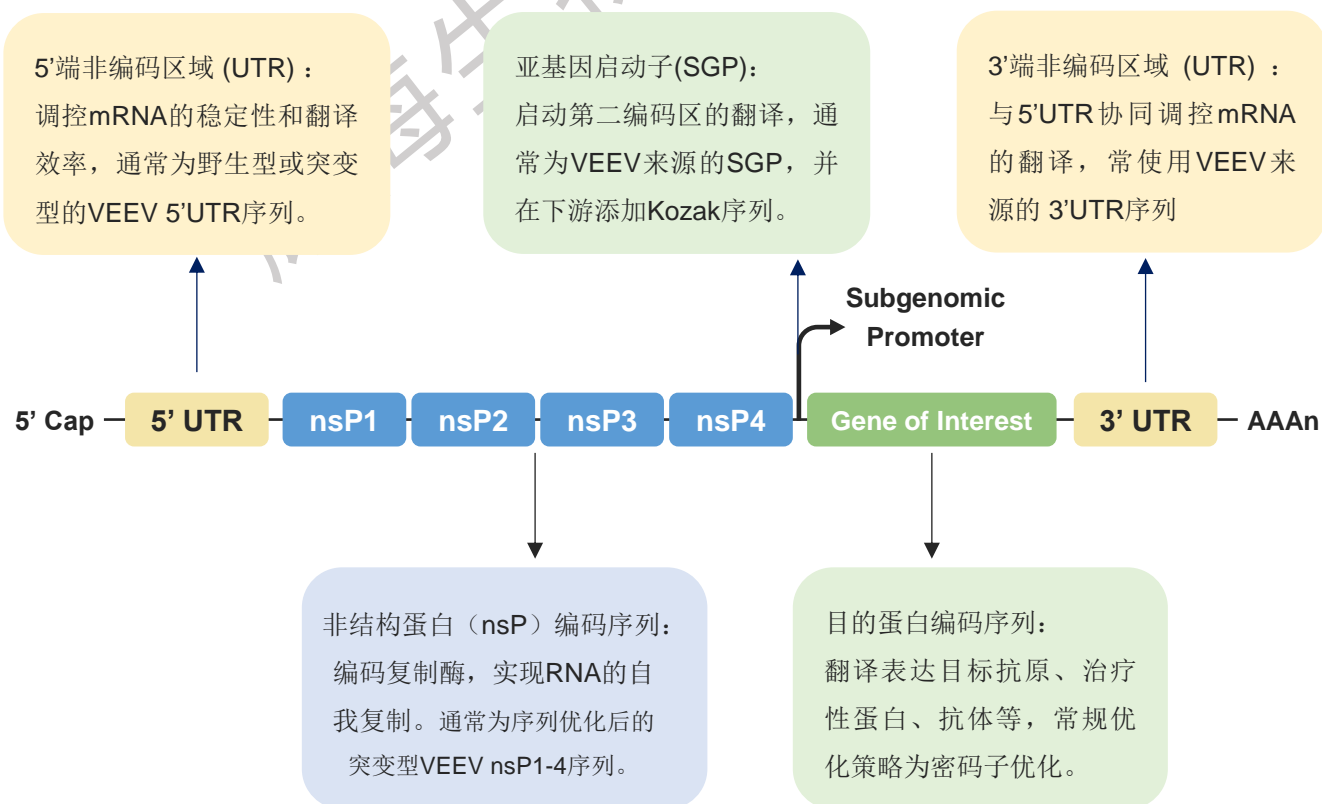 5’端非编码区域 (UTR) ：
调控mRNA的稳定性和翻译
效率，通常为野生型或突变
型的VEEV 5’UTR序列。
亚基因启动子(SGP)：
启动第二编码区的翻译，通
常为VEEV来源的SGP，并
在下游添加Kozak序列。
3’端非编码区域 (UTR) ：
与5’UTR协同调控mRNA
的翻译，常使用VEEV来
源的 3’UTR序列
Subgenomic
Promoter
5’ Cap 5’ UTR nsP1 nsP2 nsP3 nsP4 Gene of Interest 3’ UTR AAAn
非结构蛋白（nsP）编码序列：
编码复制酶，实现RNA的自
我复制。通常为序列优化后的
突变型VEEV nsP1-4序列。
目的蛋白编码序列：
翻译表达目标抗原、治疗
性蛋白、抗体等，常规优
化策略为密码子优化。